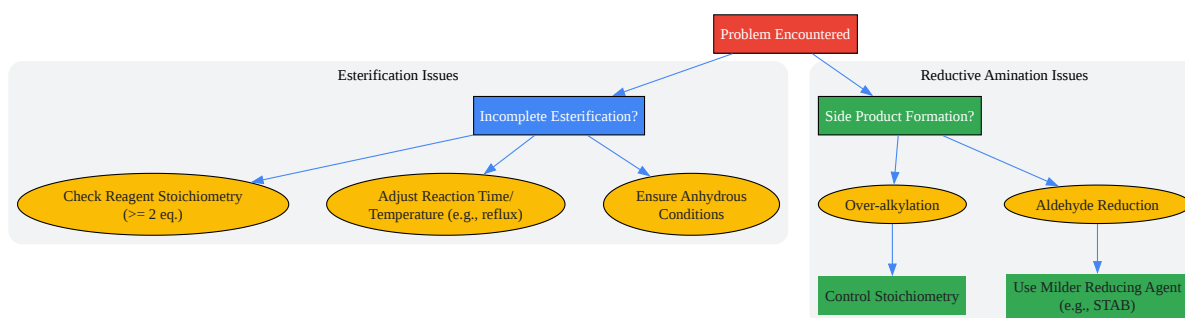 Problem Encountered
Esterification Issues
Reductive Amination Issues
Incomplete Esterification?
Side Product Formation?
Check Reagent Stoichiometry
(>= 2 eq.)
Adjust Reaction Time/
Temperature (e.g., reflux)
Ensure Anhydrous
Conditions
Over-alkylation
Aldehyde Reduction
Control Stoichiometry
Use Milder Reducing Agent
(e.g., STAB)